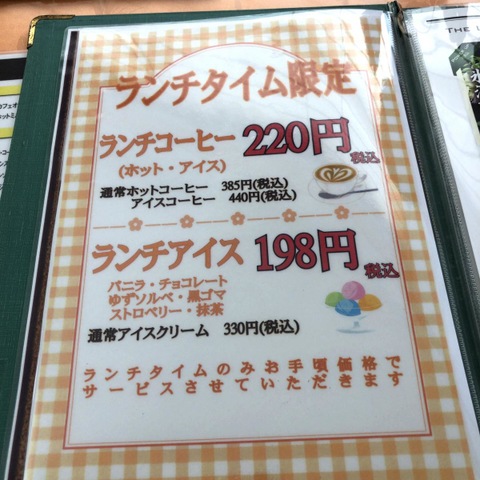 ランチタイム限定
ランチコーヒー 220円 税込
(ホット・アイス)
通常ホットコーヒー 385円(税込)
アイスコーヒー 440円(税込)
ランチアイス 198円 税込
バニラ・チョコレート
ゆずソルベ・黒ゴマ
ストロベリー・抹茶
通常アイスクリーム 330円(税込)
ランチタイムのみお手頃価格で
サービスさせていただきます
THE L